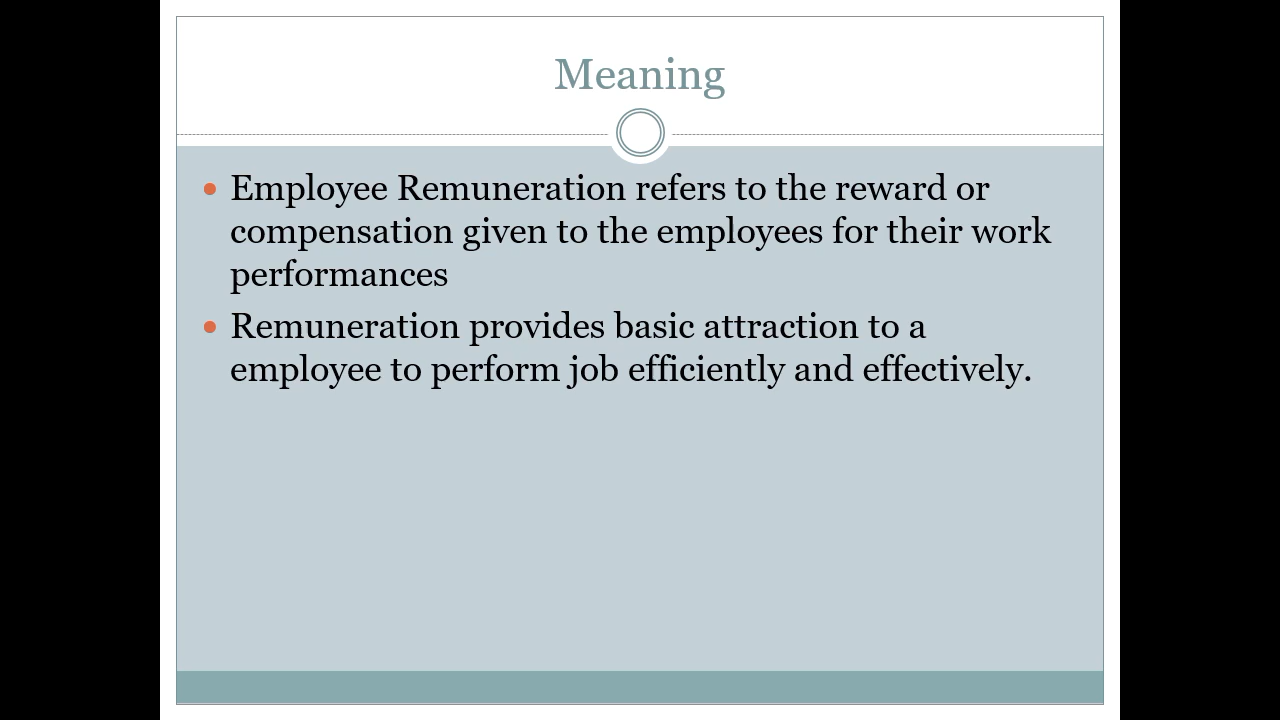 Meaning
Employee Remuneration refers to the reward or
compensation given to the employees for their work
performances
Remuneration provides basic attraction to a
employee to perform job efficiently and effectively.